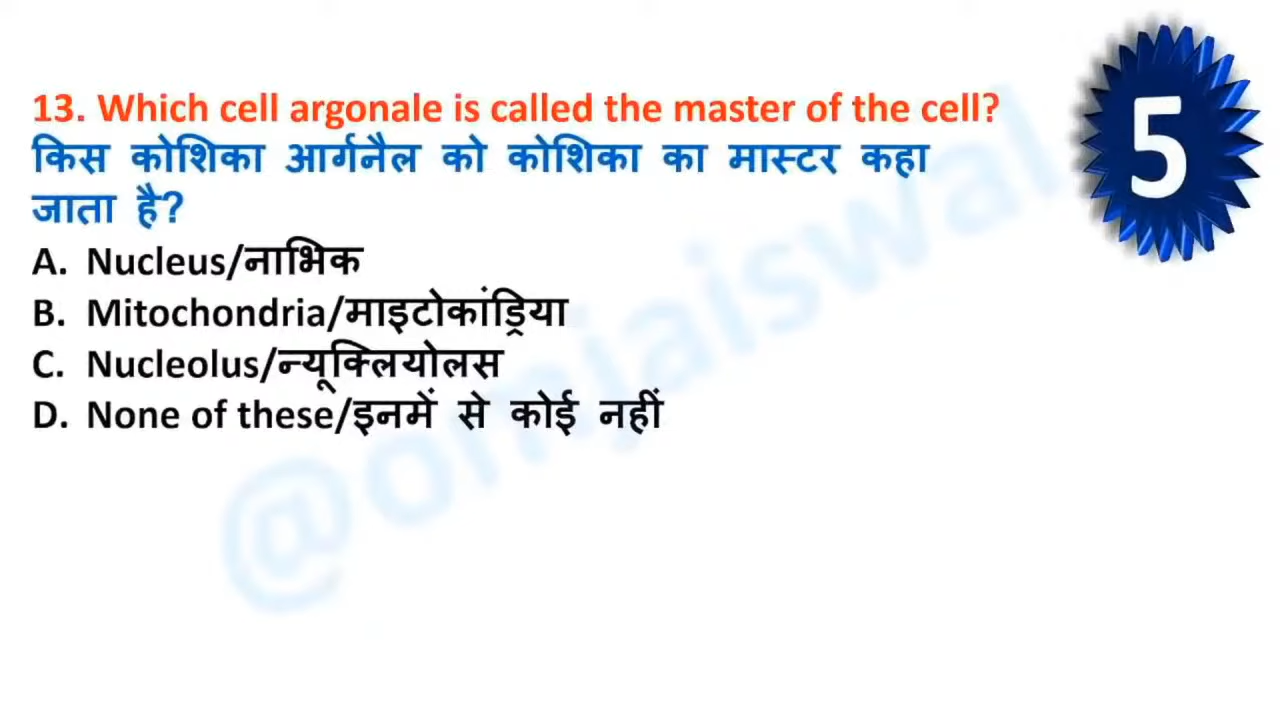 13. Which cell argonale is called the master of the cell?
किस कोशिका आर्गनैल को कोशिका का मास्टर कहा
जाता है?
A. Nucleus/नाभिक
B. Mitochondria/माइटोकांड्रिया
C. Nucleolus/न्यूक्लियोलस
D. None of these/इनमें से कोई नहीं
5
@omjaiswal